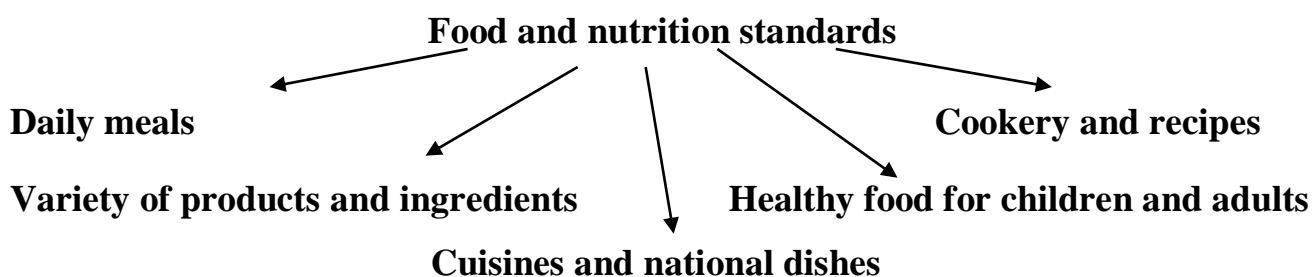 Food and nutrition standards
Daily meals
Cookery and recipes
Variety of products and ingredients
Healthy food for children and adults
Cuisines and national dishes